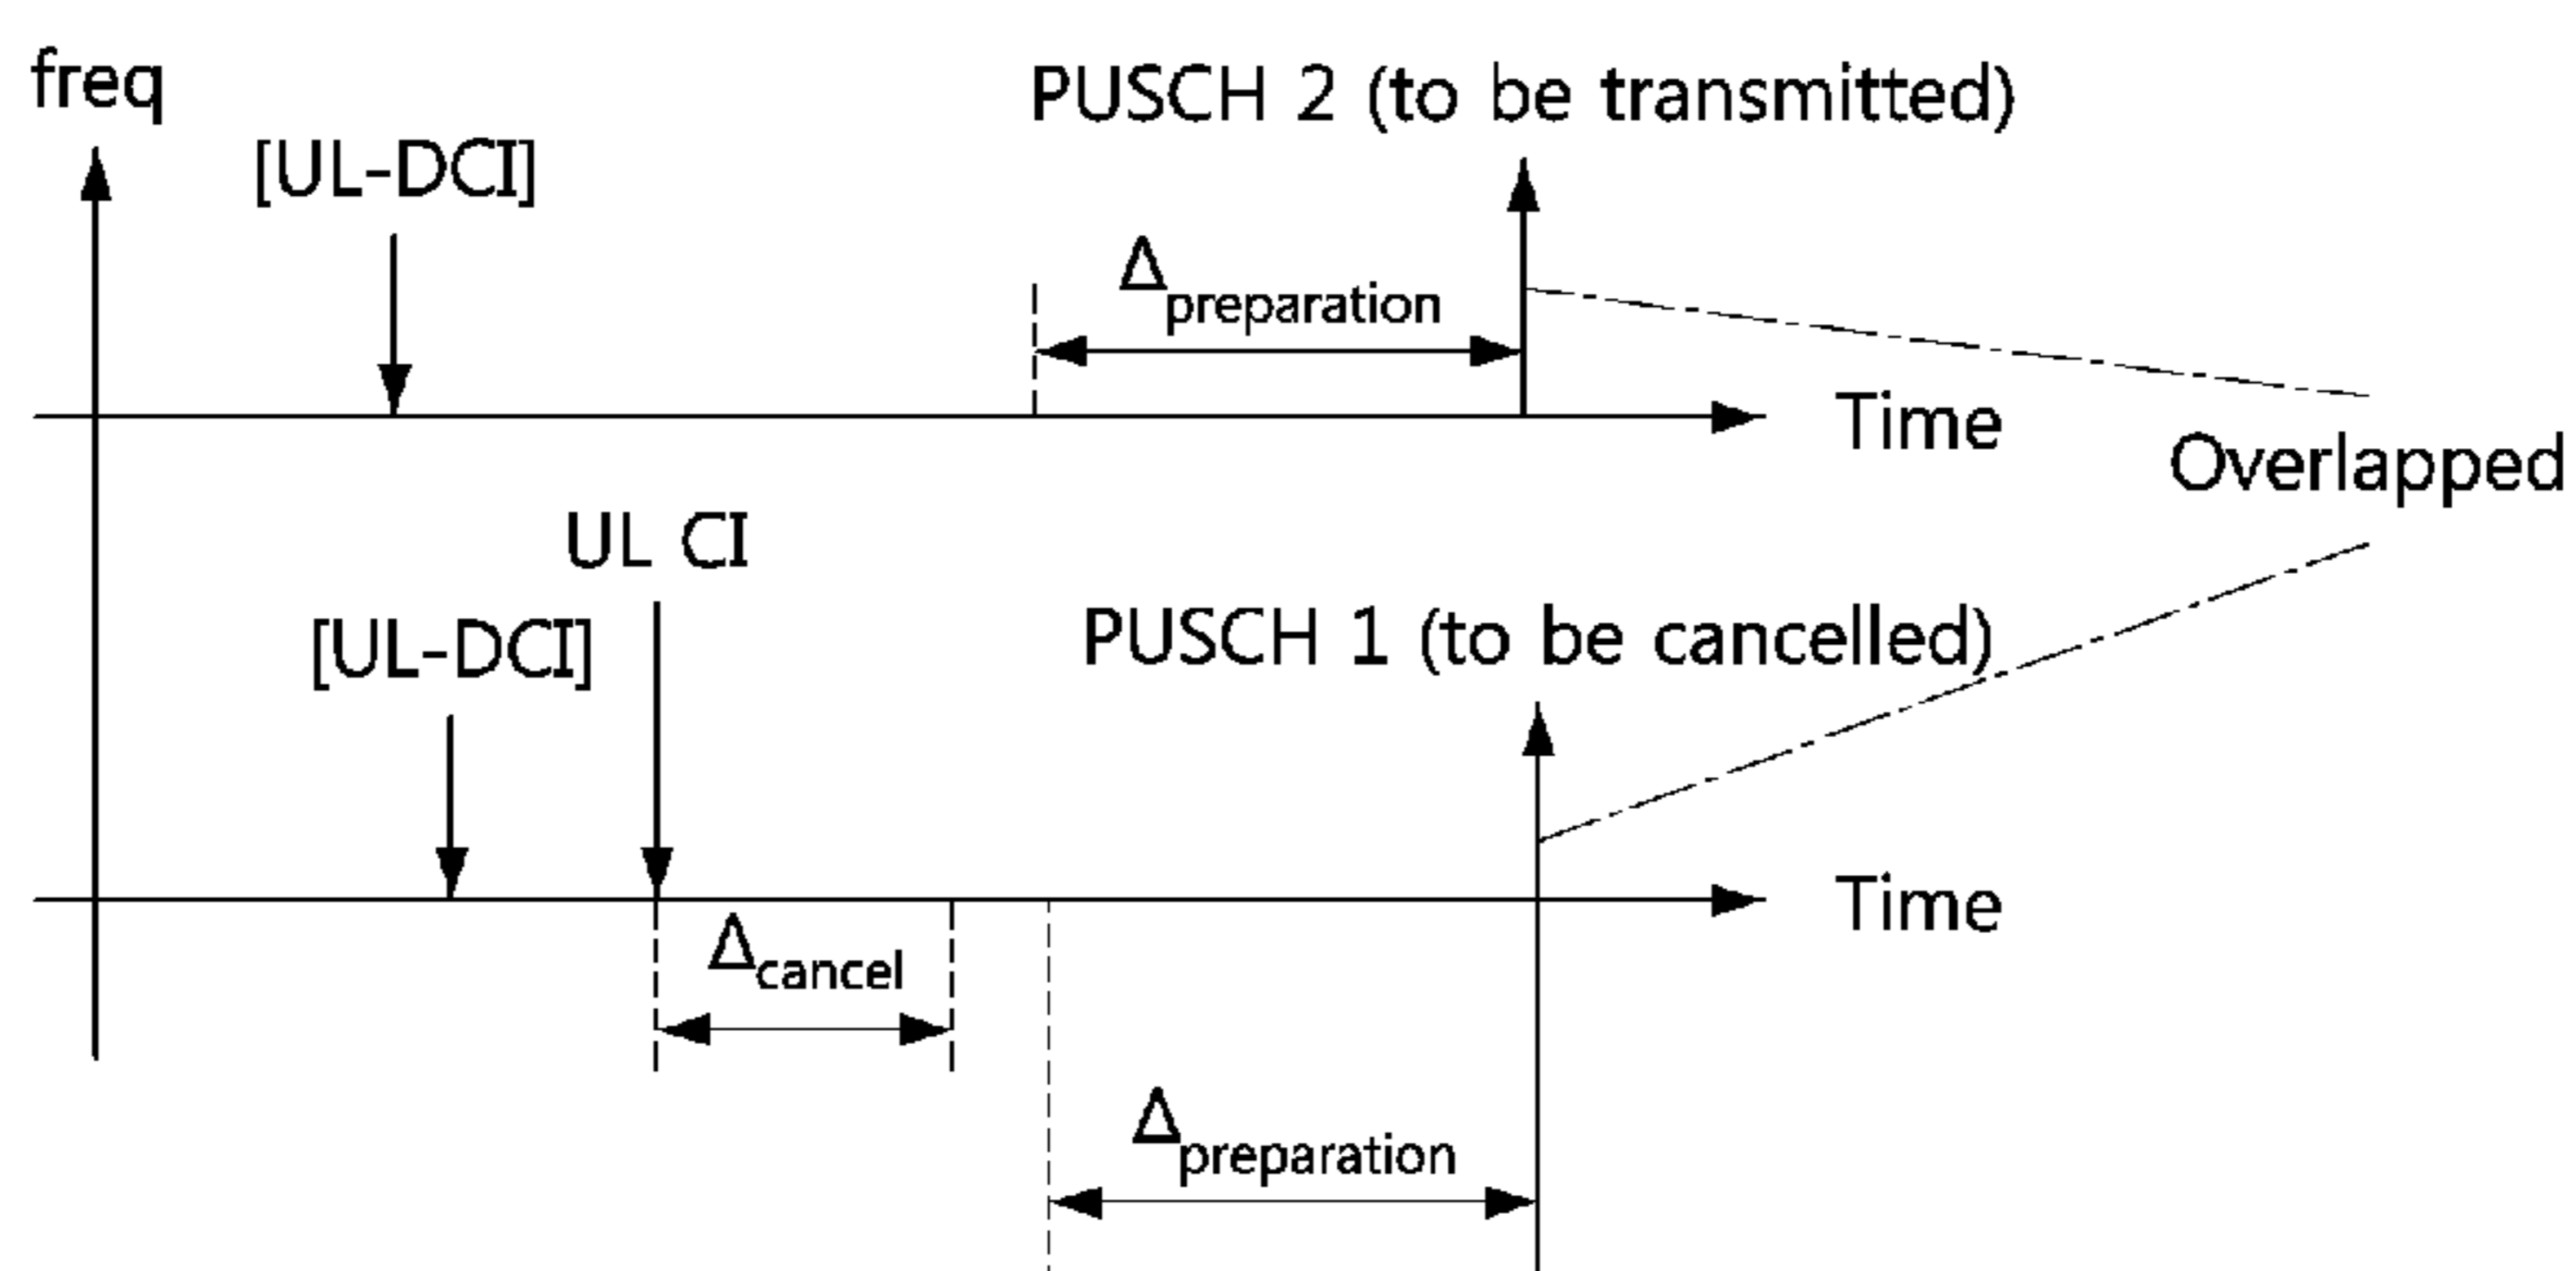 freq
PUSCH 2 (to be transmitted)
[UL-DCI]
Δpreparation
Time
Overlapped
UL CI
[UL-DCI]
PUSCH 1 (to be cancelled)
Time
Δcancel
Δpreparation